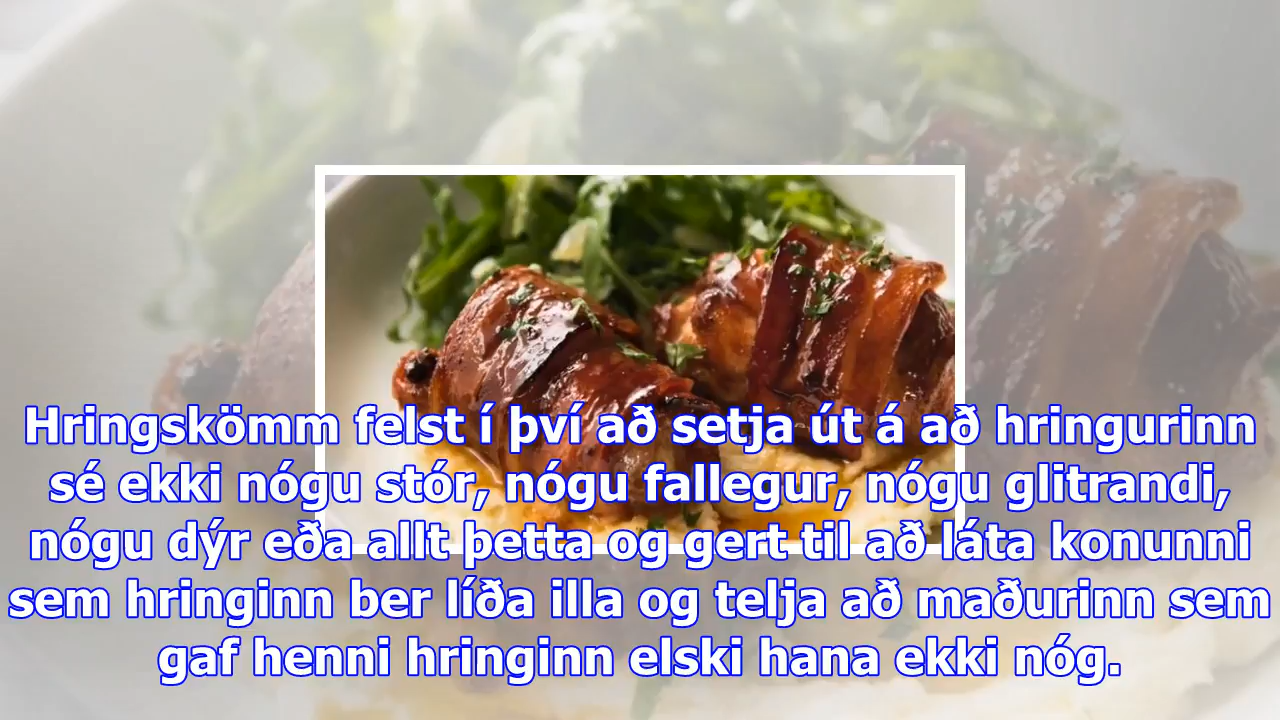 Hringskömm felst í því að setja út á að hringurinn
sé ekki nógu stór, nógu fallegur, nógu glitrandi,
nógu dýr eða allt þetta og gert til að láta konunni
sem hringinn ber líða illa og telja að maðurinn sem
gaf henni hringinn elski hana ekki nóg.